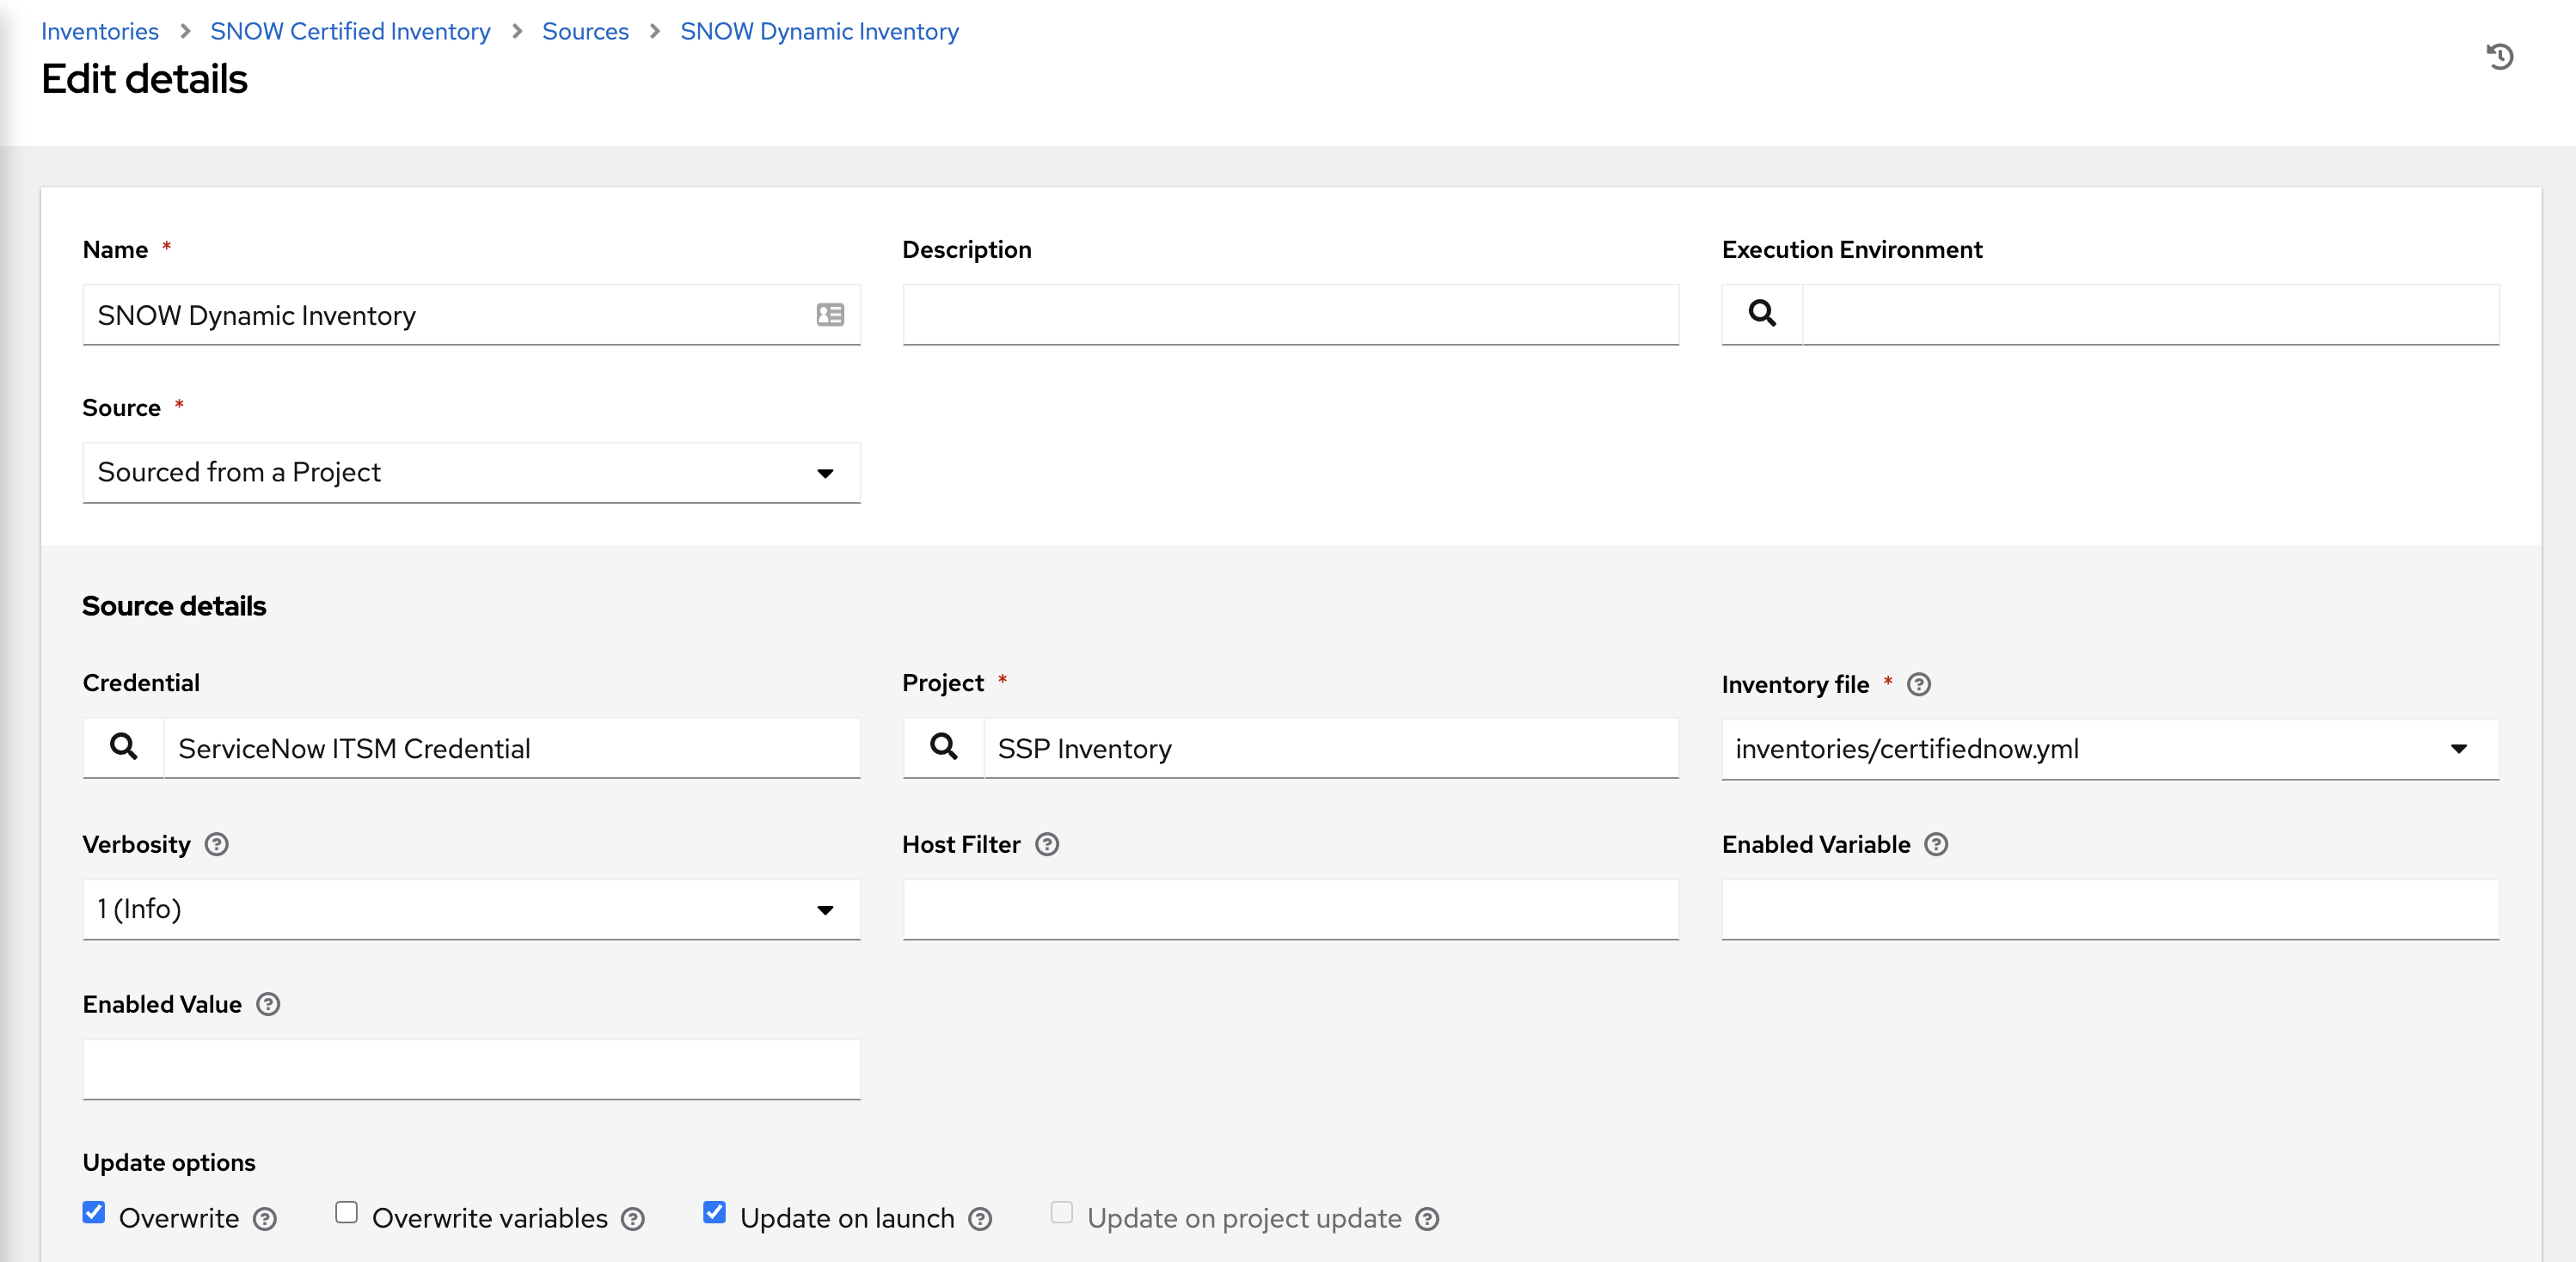 Inventories > SNOW Certified Inventory > Sources > SNOW Dynamic Inventory
Edit details
Name * Description Execution Environment
SNOW Dynamic Inventory
Source *
Sourced from a Project
Source details
Credential Project * Inventory file *
ServiceNow ITSM Credential SSP Inventory inventories/certifiednow.yml
Verbosity Host Filter Enabled Variable
1 (Info)
Enabled Value
Update options
Overwrite Overwrite variables Update on launch Update on project update